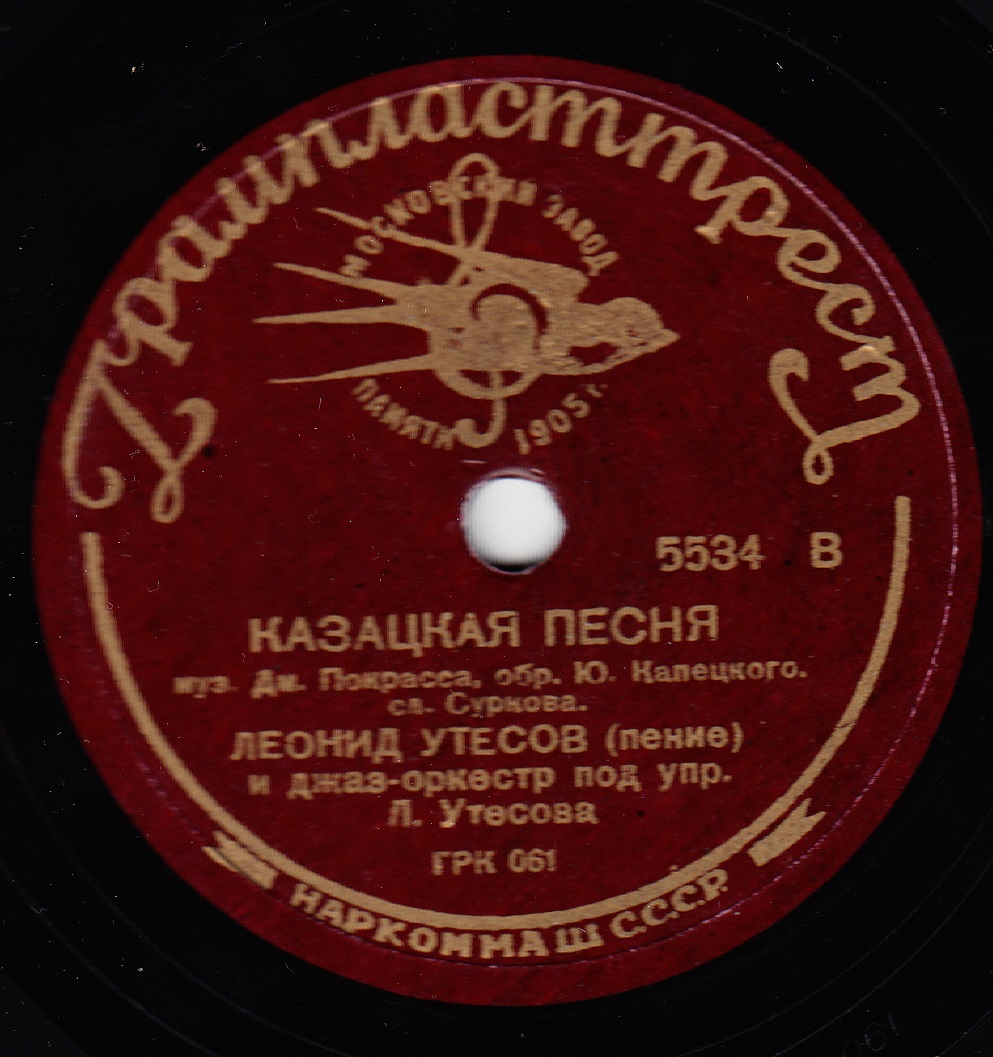 Грампласттрест
МОСКОВСКИЙ ЗАВОД
ПАМЯТИ 1905 г.
5534 В
КАЗАЦКАЯ ПЕСНЯ
муз. Дм. Покрасса, обр. Ю. Капецкого.
сл. Суркова.
ЛЕОНИД УТЕСОВ (пение)
и джаз-оркестр под упр.
Л. Утесова
ГРК 061
НАРКОММАШ С.С.С.Р.